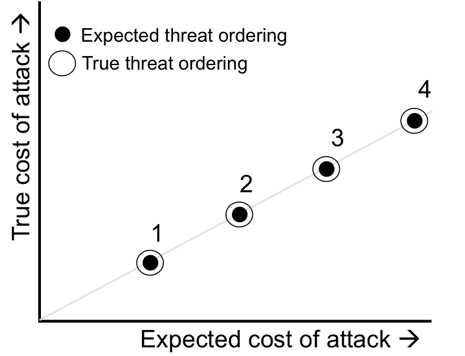 Expected threat ordering
True threat ordering
True cost of attack →
4
3
2
1
Expected cost of attack →